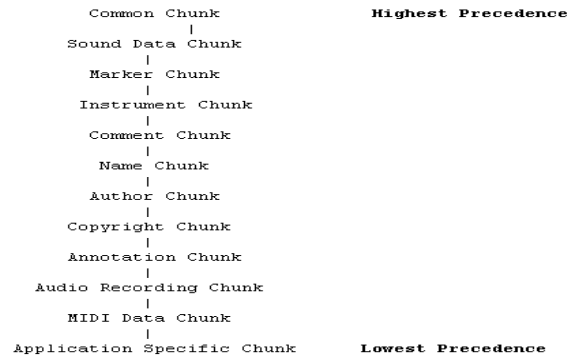 Common Chunk Highest Precedence
Sound Data Chunk
Marker Chunk
Instrument Chunk
Comment Chunk
Name Chunk
Author Chunk
Copyright Chunk
Annotation Chunk
Audio Recording Chunk
MIDI Data Chunk
Application Specific Chunk Lowest Precedence